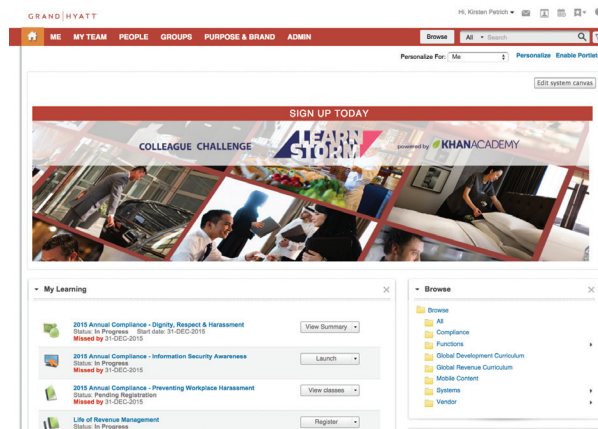 GRAND HYATT
Hi, Kirsten Petrich
ME MY TEAM PEOPLE GROUPS PURPOSE & BRAND ADMIN Browse All Search
Personalize For: Me Personalize Enable Portlet
Edit system canvas
SIGN UP TODAY
COLLEAGUE CHALLENGE LEARN STORM powered by KHANACADEMY
My Learning
2015 Annual Compliance - Dignity, Respect & Harassment
Status: In Progress Start date: 31-DEC-2015
Missed by 31-DEC-2015
View Summary
2015 Annual Compliance - Information Security Awareness
Status: In Progress
Missed by 31-DEC-2015
Launch
2015 Annual Compliance - Preventing Workplace Harassment
Status: Pending Registration
Missed by 31-DEC-2015
View classes
Life of Revenue Management
Status: In Progress
Register
Browse
Browse
All
Compliance
Functions
Global Development Curriculum
Global Revenue Curriculum
Mobile Content
Systems
Vendor